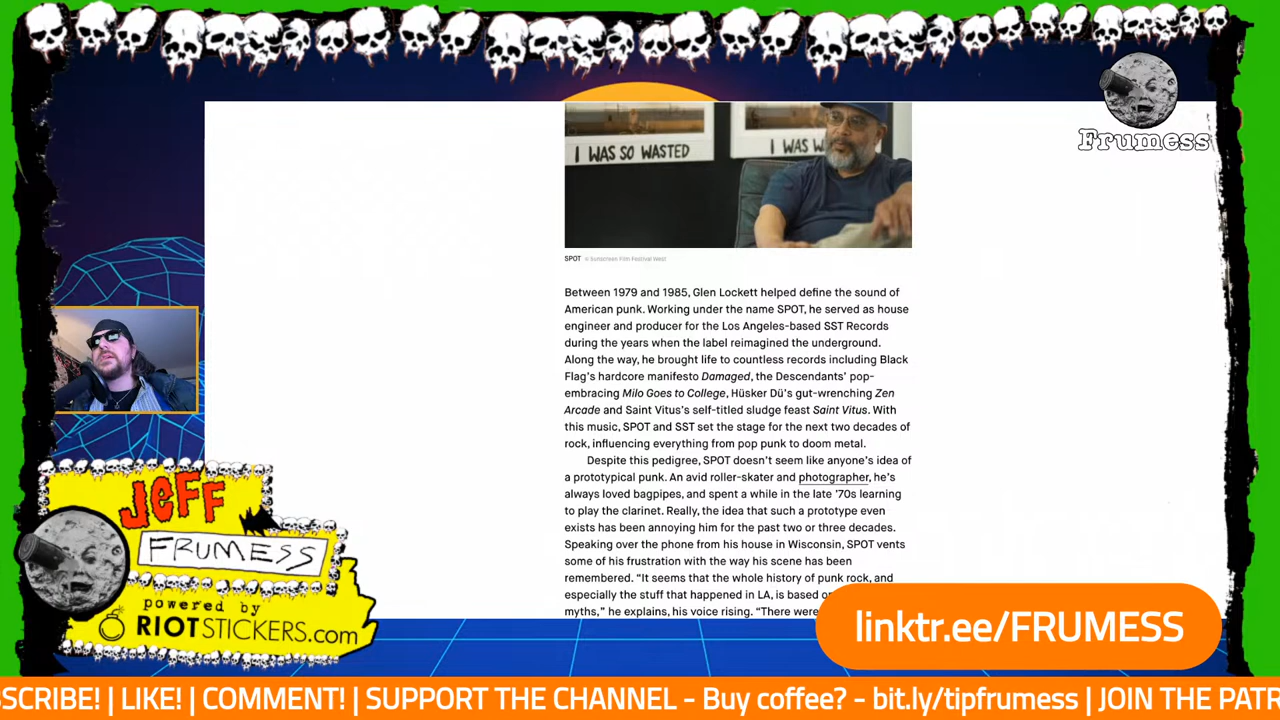 Frumess
I WAS SO WASTED
I WAS W
SPOT © Sunscreen Film Festival West
Between 1979 and 1985, Glen Lockett helped define the sound of
American punk. Working under the name SPOT, he served as house
engineer and producer for the Los Angeles-based SST Records
during the years when the label reimagined the underground.
Along the way, he brought life to countless records including Black
Flag’s hardcore manifesto Damaged, the Descendants’ pop-
embracing Milo Goes to College, Hüsker Dü’s gut-wrenching Zen
Arcade and Saint Vitus’s self-titled sludge feast Saint Vitus. With
this music, SPOT and SST set the stage for the next two decades of
rock, influencing everything from pop punk to doom metal.
Despite this pedigree, SPOT doesn’t seem like anyone’s idea of
a prototypical punk. An avid roller-skater and photographer, he’s
always loved bagpipes, and spent a while in the late ’70s learning
to play the clarinet. Really, the idea that such a prototype even
exists has been annoying him for the past two or three decades.
Speaking over the phone from his house in Wisconsin, SPOT vents
some of his frustration with the way his scene has been
remembered. “It seems that the whole history of punk rock, and
especially the stuff that happened in LA, is based o
myths,” he explains, his voice rising. “There were
JEFF
FRUMESS
powered by
RIOTSTICKERS.com
linktr.ee/FRUMESS
SCRIBE! | LIKE! | COMMENT! | SUPPORT THE CHANNEL - Buy coffee? - bit.ly/tipfrumess | JOIN THE PATR